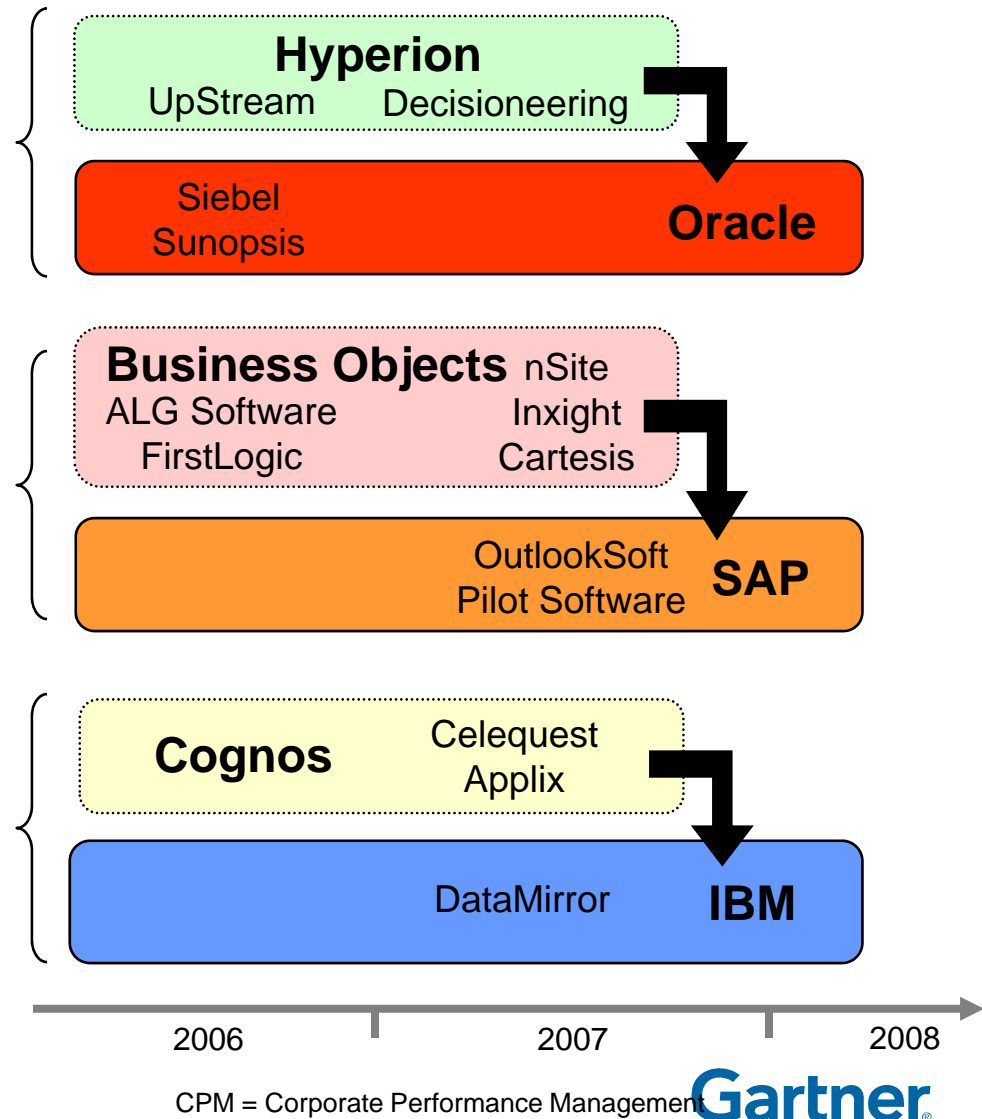 Hyperion
UpStream Decisioneering
Siebel
Sunopsis
Oracle
Business Objects nSite
ALG Software Inxight
FirstLogic Cartesis
OutlookSoft
Pilot Software
SAP
Cognos
Celequest
Applix
DataMirror IBM
2006 2007 2008
CPM = Corporate Performance Management
Gartner®